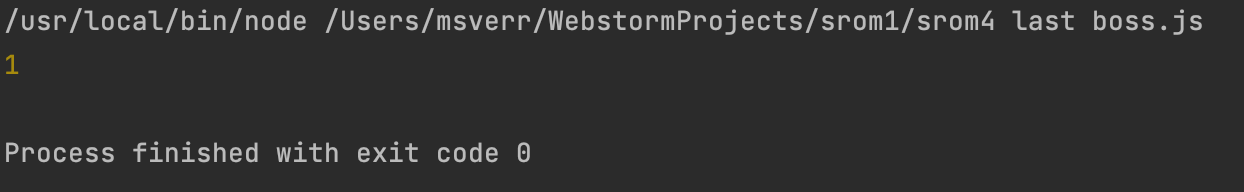 /usr/local/bin/node /Users/msverr/WebstormProjects/srom1/srom4 last boss.js
1
Process finished with exit code 0